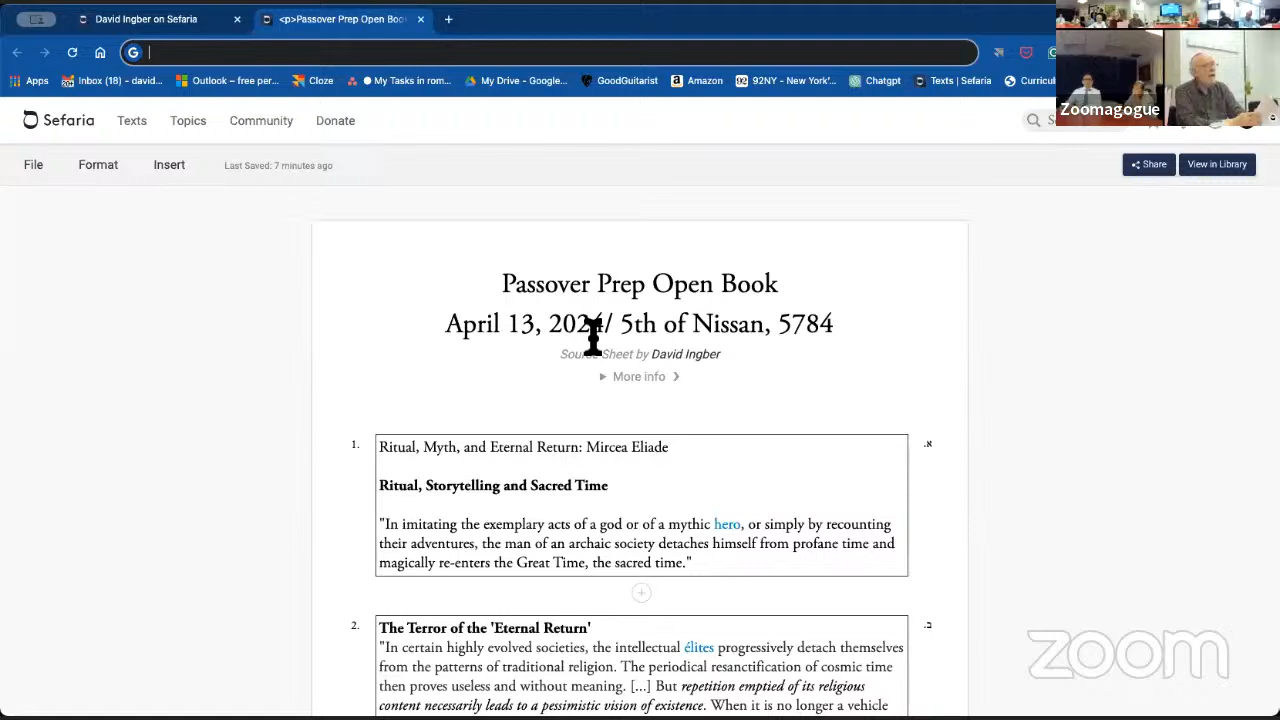 David Ingber on Sefaria
<p>Passover Prep Open Boo
Apps
Inbox (18) - david...
Outlook – free per...
Cloze
My Tasks in rom...
My Drive - Google...
GoodGuitarist
Amazon
92NY - New York'...
Chatgpt
Texts | Sefaria
Zoomagogue
Sefaria
Texts
Topics
Community
Donate
File
Format
Insert
Last Saved: 7 minutes ago
Share
View in Library
Passover Prep Open Book
April 13, 2024/ 5th of Nissan, 5784
Source Sheet by David Ingber
More info
1.
Ritual, Myth, and Eternal Return: Mircea Eliade
א.
Ritual, Storytelling and Sacred Time
"In imitating the exemplary acts of a god or of a mythic hero, or simply by recounting
their adventures, the man of an archaic society detaches himself from profane time and
magically re-enters the Great Time, the sacred time."
2.
The Terror of the 'Eternal Return'
ב.
"In certain highly evolved societies, the intellectual élites progressively detach themselves
from the patterns of traditional religion. The periodical resanctification of cosmic time
then proves useless and without meaning. [...] But repetition emptied of its religious
content necessarily leads to a pessimistic vision of existence. When it is no longer a vehicle
zoom